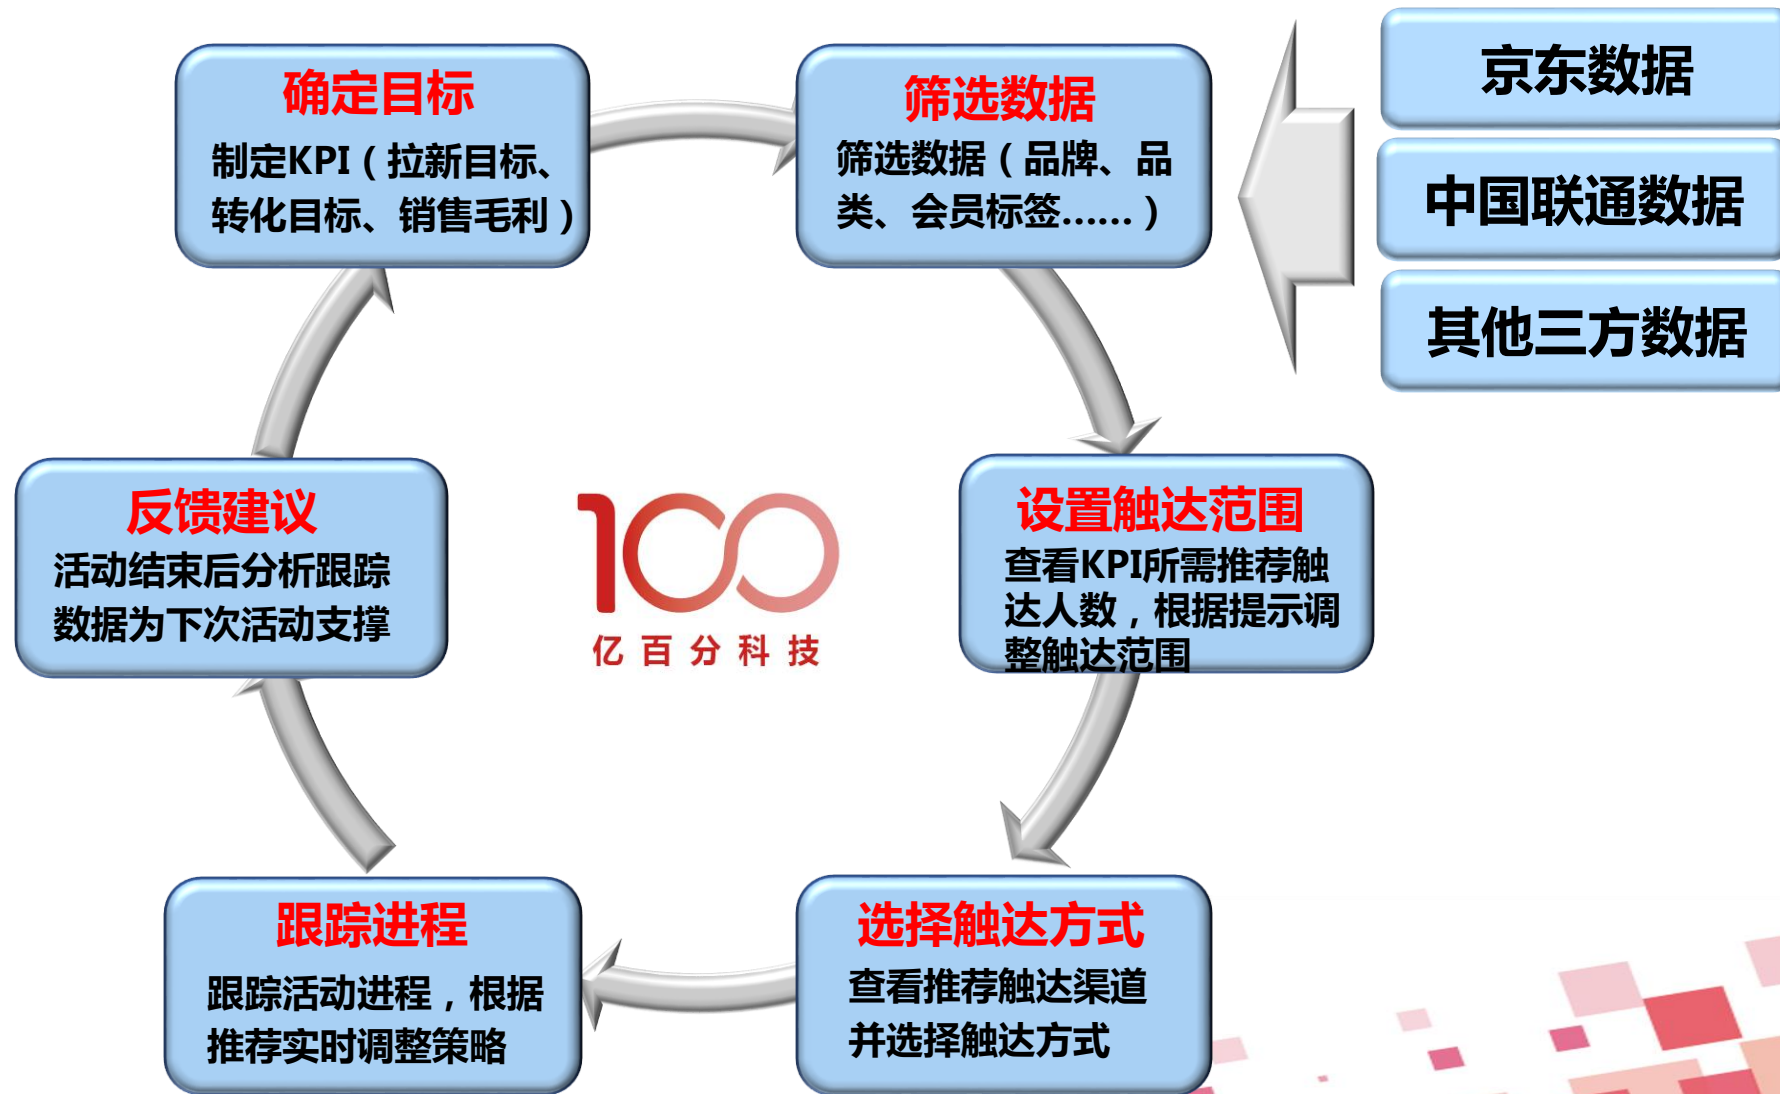 确定目标
制定KPI（拉新目标、
转化目标、销售毛利）
筛选数据
筛选数据（品牌、品
类、会员标签……）
京东数据
中国联通数据
其他三方数据
设置触达范围
查看KPI所需推荐触
达人数，根据提示调
整触达范围
选择触达方式
查看推荐触达渠道
并选择触达方式
跟踪进程
跟踪活动进程，根据
推荐实时调整策略
反馈建议
活动结束后分析跟踪
数据为下次活动支撑
100
亿百分科技